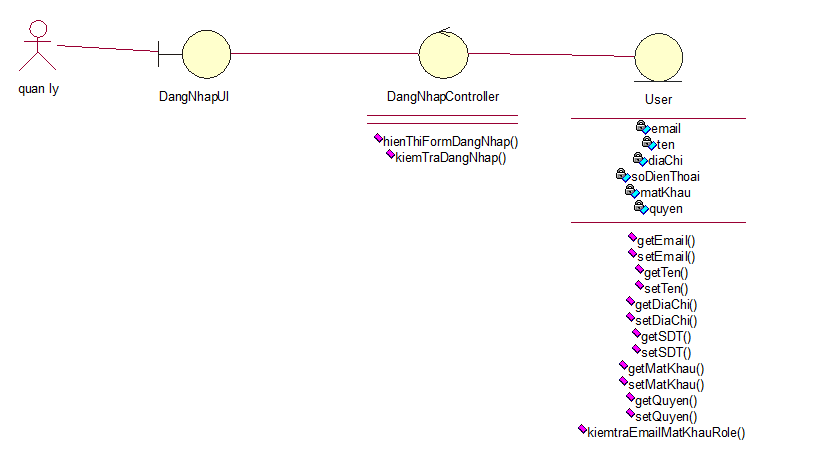 quan ly
DangNhapUI
DangNhapController
hienThiFormDangNhap()
kiemTraDangNhap()
User
email
ten
diaChi
soDienThoai
matKhau
quyen
getEmail()
setEmail()
getTen()
setTen()
getDiaChi()
setDiaChi()
getSDT()
setSDT()
getMatKhau()
setMatKhau()
getQuyen()
setQuyen()
kiemtraEmailMatKhauRole()